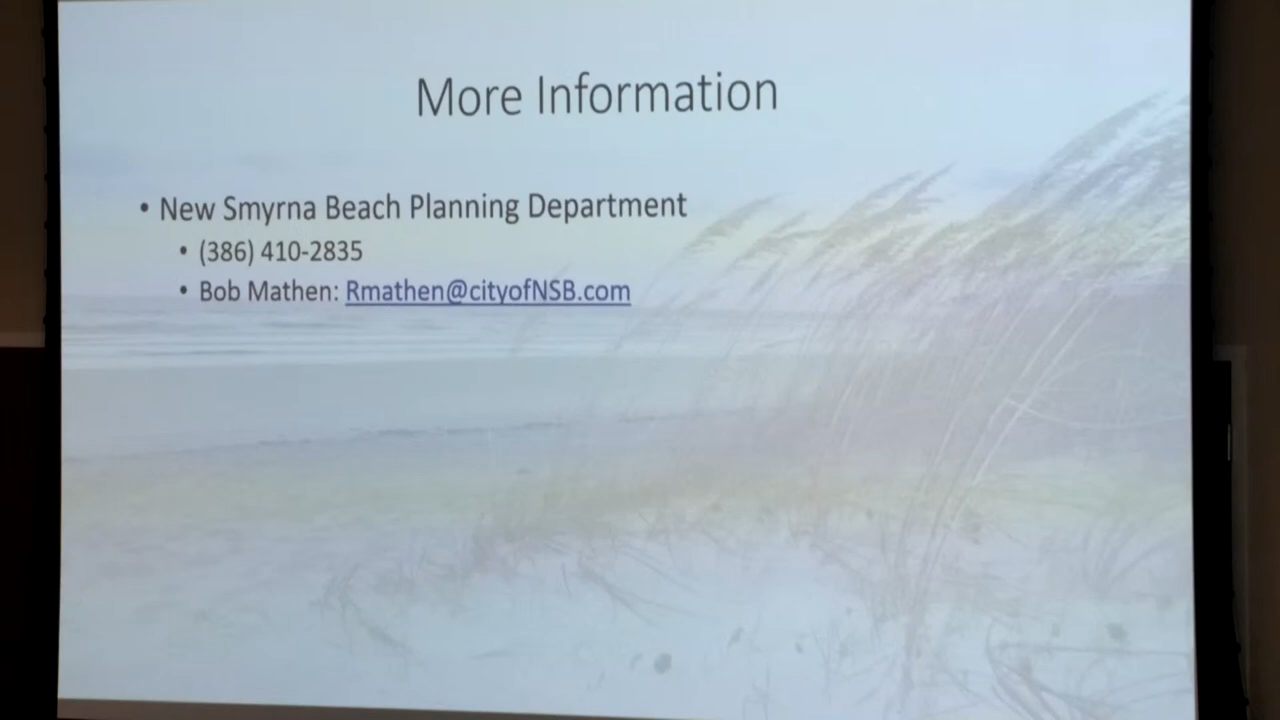 More Information
• New Smyrna Beach Planning Department
• (386) 410-2835
• Bob Mathen: Rmathen@cityofNSB.com